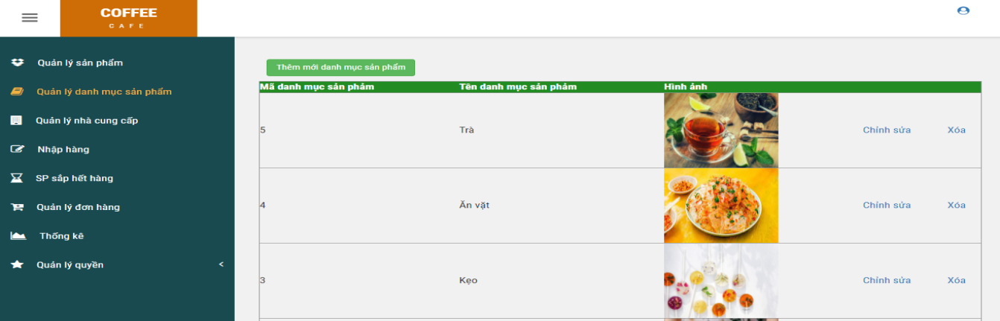 COFFEE
CAFE
Quản lý sản phẩm
Quản lý danh mục sản phẩm
Quản lý nhà cung cấp
Nhập hàng
SP sắp hết hàng
Quản lý đơn hàng
Thống kê
Quản lý quyền <
Thêm mới danh mục sản phẩm
Mã danh mục sản phẩm Tên danh mục sản phẩm Hình ảnh
5 Trà Chỉnh sửa Xóa
4 Ăn vặt Chỉnh sửa Xóa
3 Kẹo Chỉnh sửa Xóa